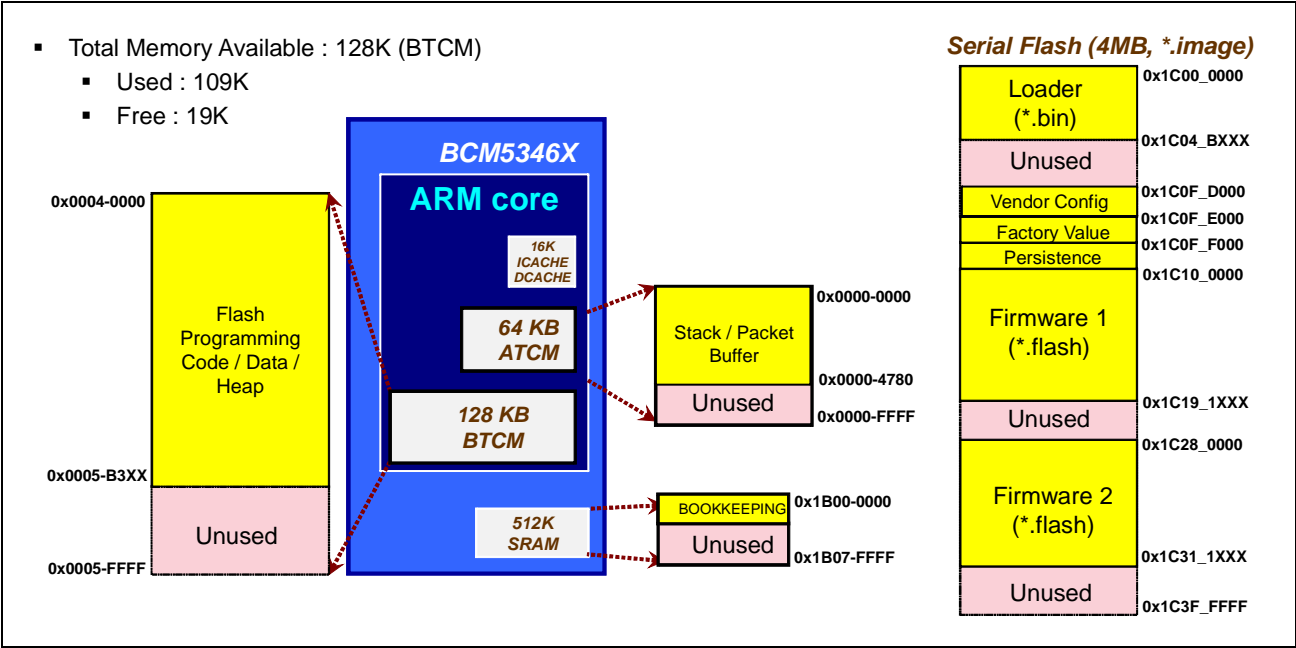 ▪ Total Memory Available : 128K (BTCM)
▪ Used : 109K
▪ Free : 19K
0x0004-0000
Flash
Programming
Code / Data /
Heap
0x0005-B3XX
Unused
0x0005-FFFF
BCM5346X
ARM core
16K
ICACHE
DCACHE
64 KB
ATCM
128 KB
BTCM
512K
SRAM
0x0000-0000
Stack / Packet
Buffer
0x0000-4780
Unused
0x0000-FFFF
BOOKKEEPING
0x1B00-0000
Unused
0x1B07-FFFF
Serial Flash (4MB, *.image)
0x1C00_0000
Loader
(*.bin)
0x1C04_BXXX
Unused
0x1C0F_D000
Vendor Config
0x1C0F_E000
Factory Value
0x1C0F_F000
Persistence
0x1C10_0000
Firmware 1
(*.flash)
0x1C19_1XXX
Unused
0x1C28_0000
Firmware 2
(*.flash)
0x1C31_1XXX
Unused
0x1C3F_FFFF